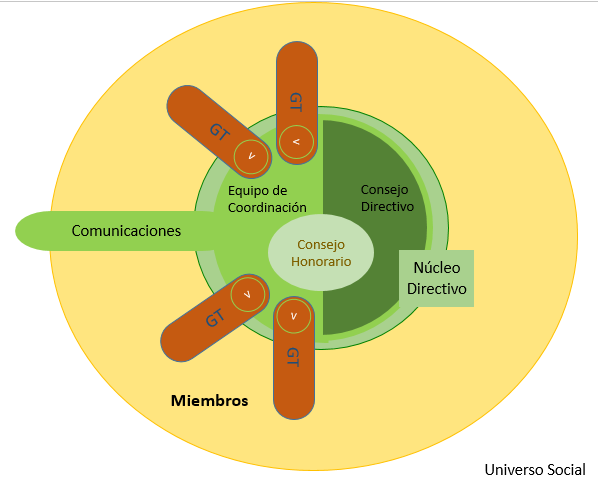 GT
GT
V
V
Equipo de
Coordinación
Consejo
Directivo
Comunicaciones
Consejo
Honorario
Núcleo
Directivo
V
V
GT
GT
Miembros
Universo Social